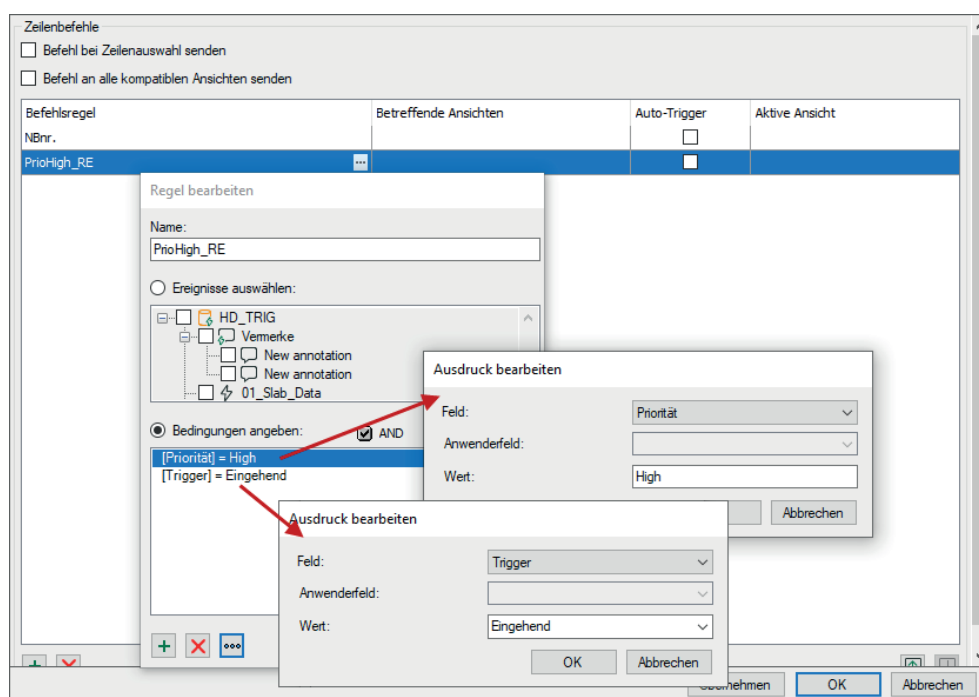 Zeilenbefehle
Befehl bei Zeilenauswahl senden
Befehl an alle kompatiblen Ansichten senden
Befehlsregel Betreffende Ansichten Auto-Trigger Aktive Ansicht
NBnr.
PrioHigh_RE
Regel bearbeiten
Name:
PrioHigh_RE
Ereignisse auswählen:
HD_TRIG
Vermerke
New annotation
New annotation
01_Slab_Data
Bedingungen angeben: AND
[Priorität] = High
[Trigger] = Eingehend
Ausdruck bearbeiten
Feld: Priorität
Anwenderfeld:
Wert: High
Abbrechen
Ausdruck bearbeiten
Feld: Trigger
Anwenderfeld:
Wert: Eingehend
OK Abbrechen
OK Abbrechen